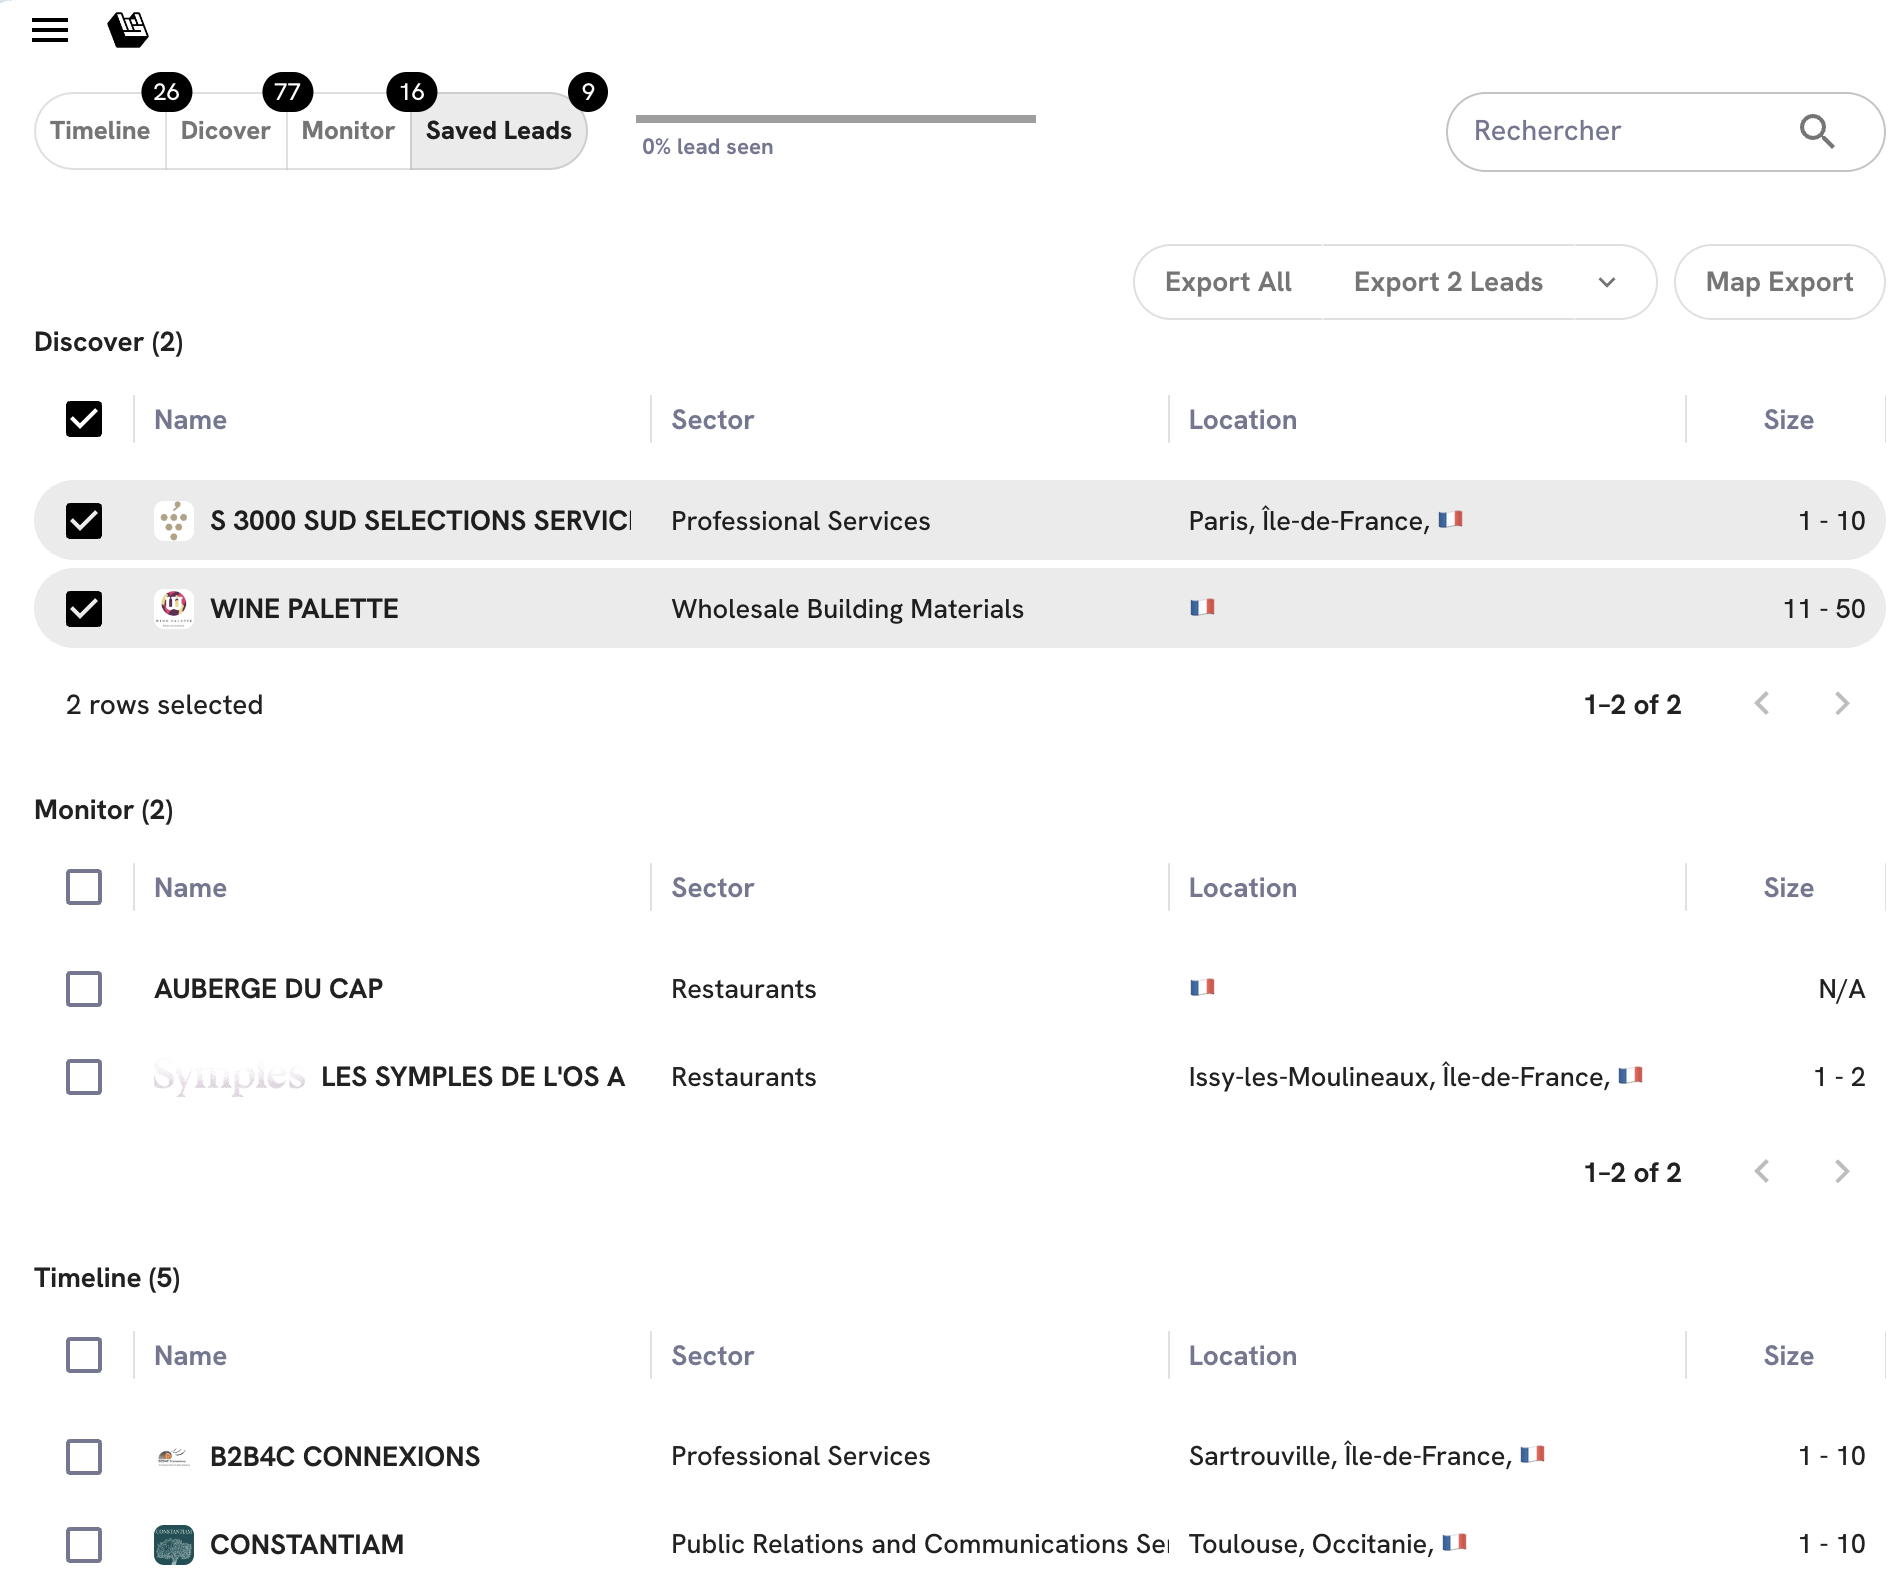 26 77 16 9
Timeline Dicover Monitor Saved Leads
0% lead seen
Rechercher
Export All Export 2 Leads Map Export
Discover (2)
Name Sector Location Size
S 3000 SUD SELECTIONS SERVICI Professional Services Paris, Île-de-France, 1 - 10
WINE PALETTE Wholesale Building Materials 11 - 50
2 rows selected 1–2 of 2
Monitor (2)
Name Sector Location Size
AUBERGE DU CAP Restaurants N/A
Symples LES SYMPLES DE L'OS A Restaurants Issy-les-Moulineaux, Île-de-France, 1 - 2
1–2 of 2
Timeline (5)
Name Sector Location Size
B2B4C CONNEXIONS Professional Services Sartrouville, Île-de-France, 1 - 10
CONSTANTIAM CONSTANTIAM Public Relations and Communications Ser Toulouse, Occitanie, 1 - 10